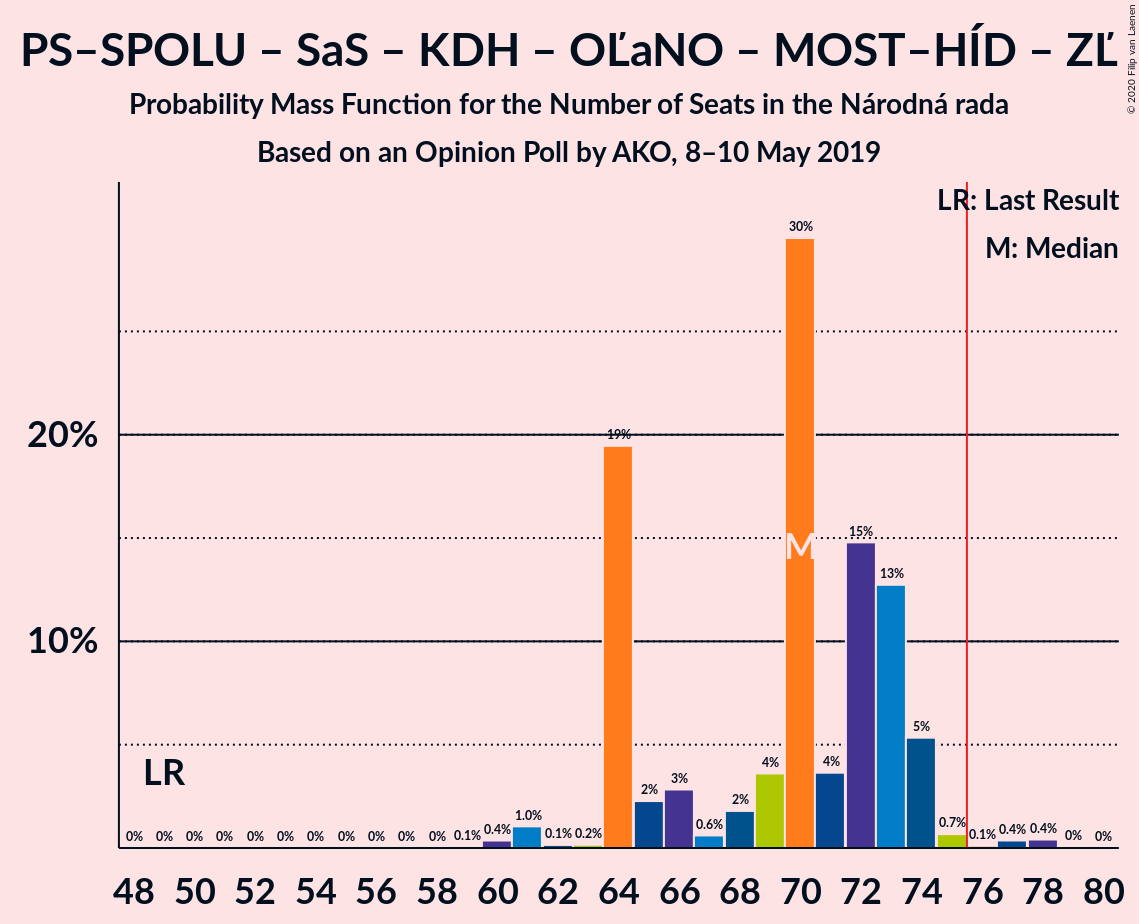 PS–SPOLU – SaS – KDH – OĽaNO – MOST–HÍD – ZĽ
Probability Mass Function for the Number of Seats in the Národná rada
Based on an Opinion Poll by AKO, 8–10 May 2019
© 2020 Filip van Laenen
LR: Last Result
M: Median
20%
10%
LR
M
0% 0% 0% 0% 0% 0% 0% 0% 0% 0% 0% 0.1% 0.4% 1.0% 0.1% 0.2% 19% 2% 3% 0.6% 2% 4% 30% 4% 15% 13% 5% 0.7% 0.1% 0.4% 0.4% 0% 0%
48 50 52 54 56 58 60 62 64 66 68 70 72 74 76 78 80